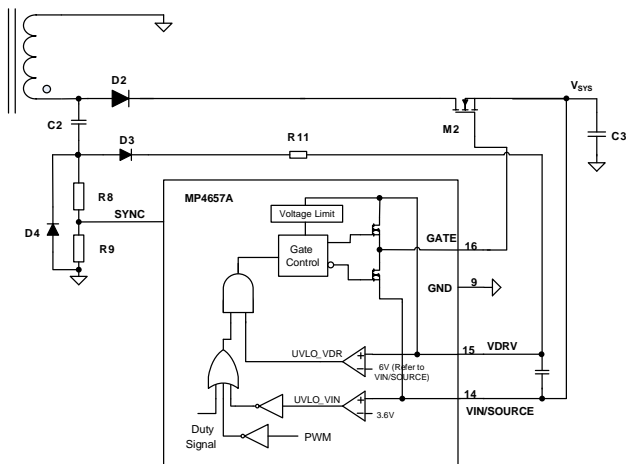 D2
V_SYS
C2
M2
C3
D3
R11
R8
MP4657A
D4
SYNC
R9
Voltage Limit
Gate
Control
GATE
16
GND
9
UVLO_VDR
15
VDRV
6V (Refer to
VIN/SOURCE)
UVLO_VIN
14
VIN/SOURCE
3.6V
Duty
Signal
PWM